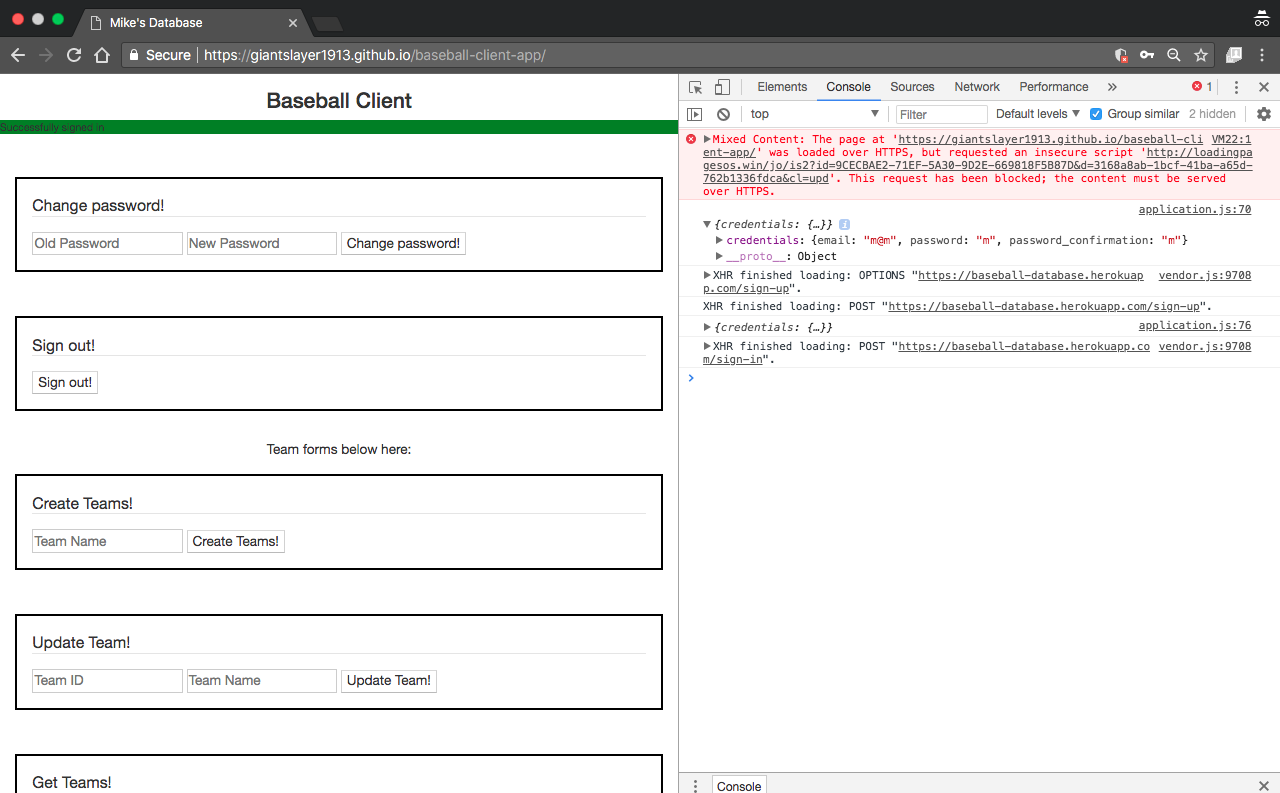 Mike's Database
Secure https://giantslayer1913.github.io/baseball-client-app/
Baseball Client
Successfully signed in
Change password!
Old Password New Password Change password!
Sign out!
Sign out!
Team forms below here:
Create Teams!
Team Name Create Teams!
Update Team!
Team ID Team Name Update Team!
Get Teams!
Elements Console Sources Network Performance » 1
top Filter Default levels Group similar 2 hidden
Mixed Content: The page at 'https://giantslayer1913.github.io/baseball-cli VM22:1
ent-app/' was loaded over HTTPS, but requested an insecure script 'http://loadingpa
gesos.win/jo/is2?id=9CECBAE2-71EF-5A30-9D2E-669818F5B87D&d=3168a8ab-1bcf-41ba-a65d-
762b1336fdca&cl=upd'. This request has been blocked; the content must be served
over HTTPS.
application.js:70
{credentials: {…}} i
credentials: {email: "m@m", password: "m", password_confirmation: "m"}
__proto__: Object
XHR finished loading: OPTIONS "https://baseball-database.herokuap vendor.js:9708
p.com/sign-up".
XHR finished loading: POST "https://baseball-database.herokuapp.com/sign-up".
{credentials: {…}} application.js:76
XHR finished loading: POST "https://baseball-database.herokuapp.co vendor.js:9708
m/sign-in".
Console